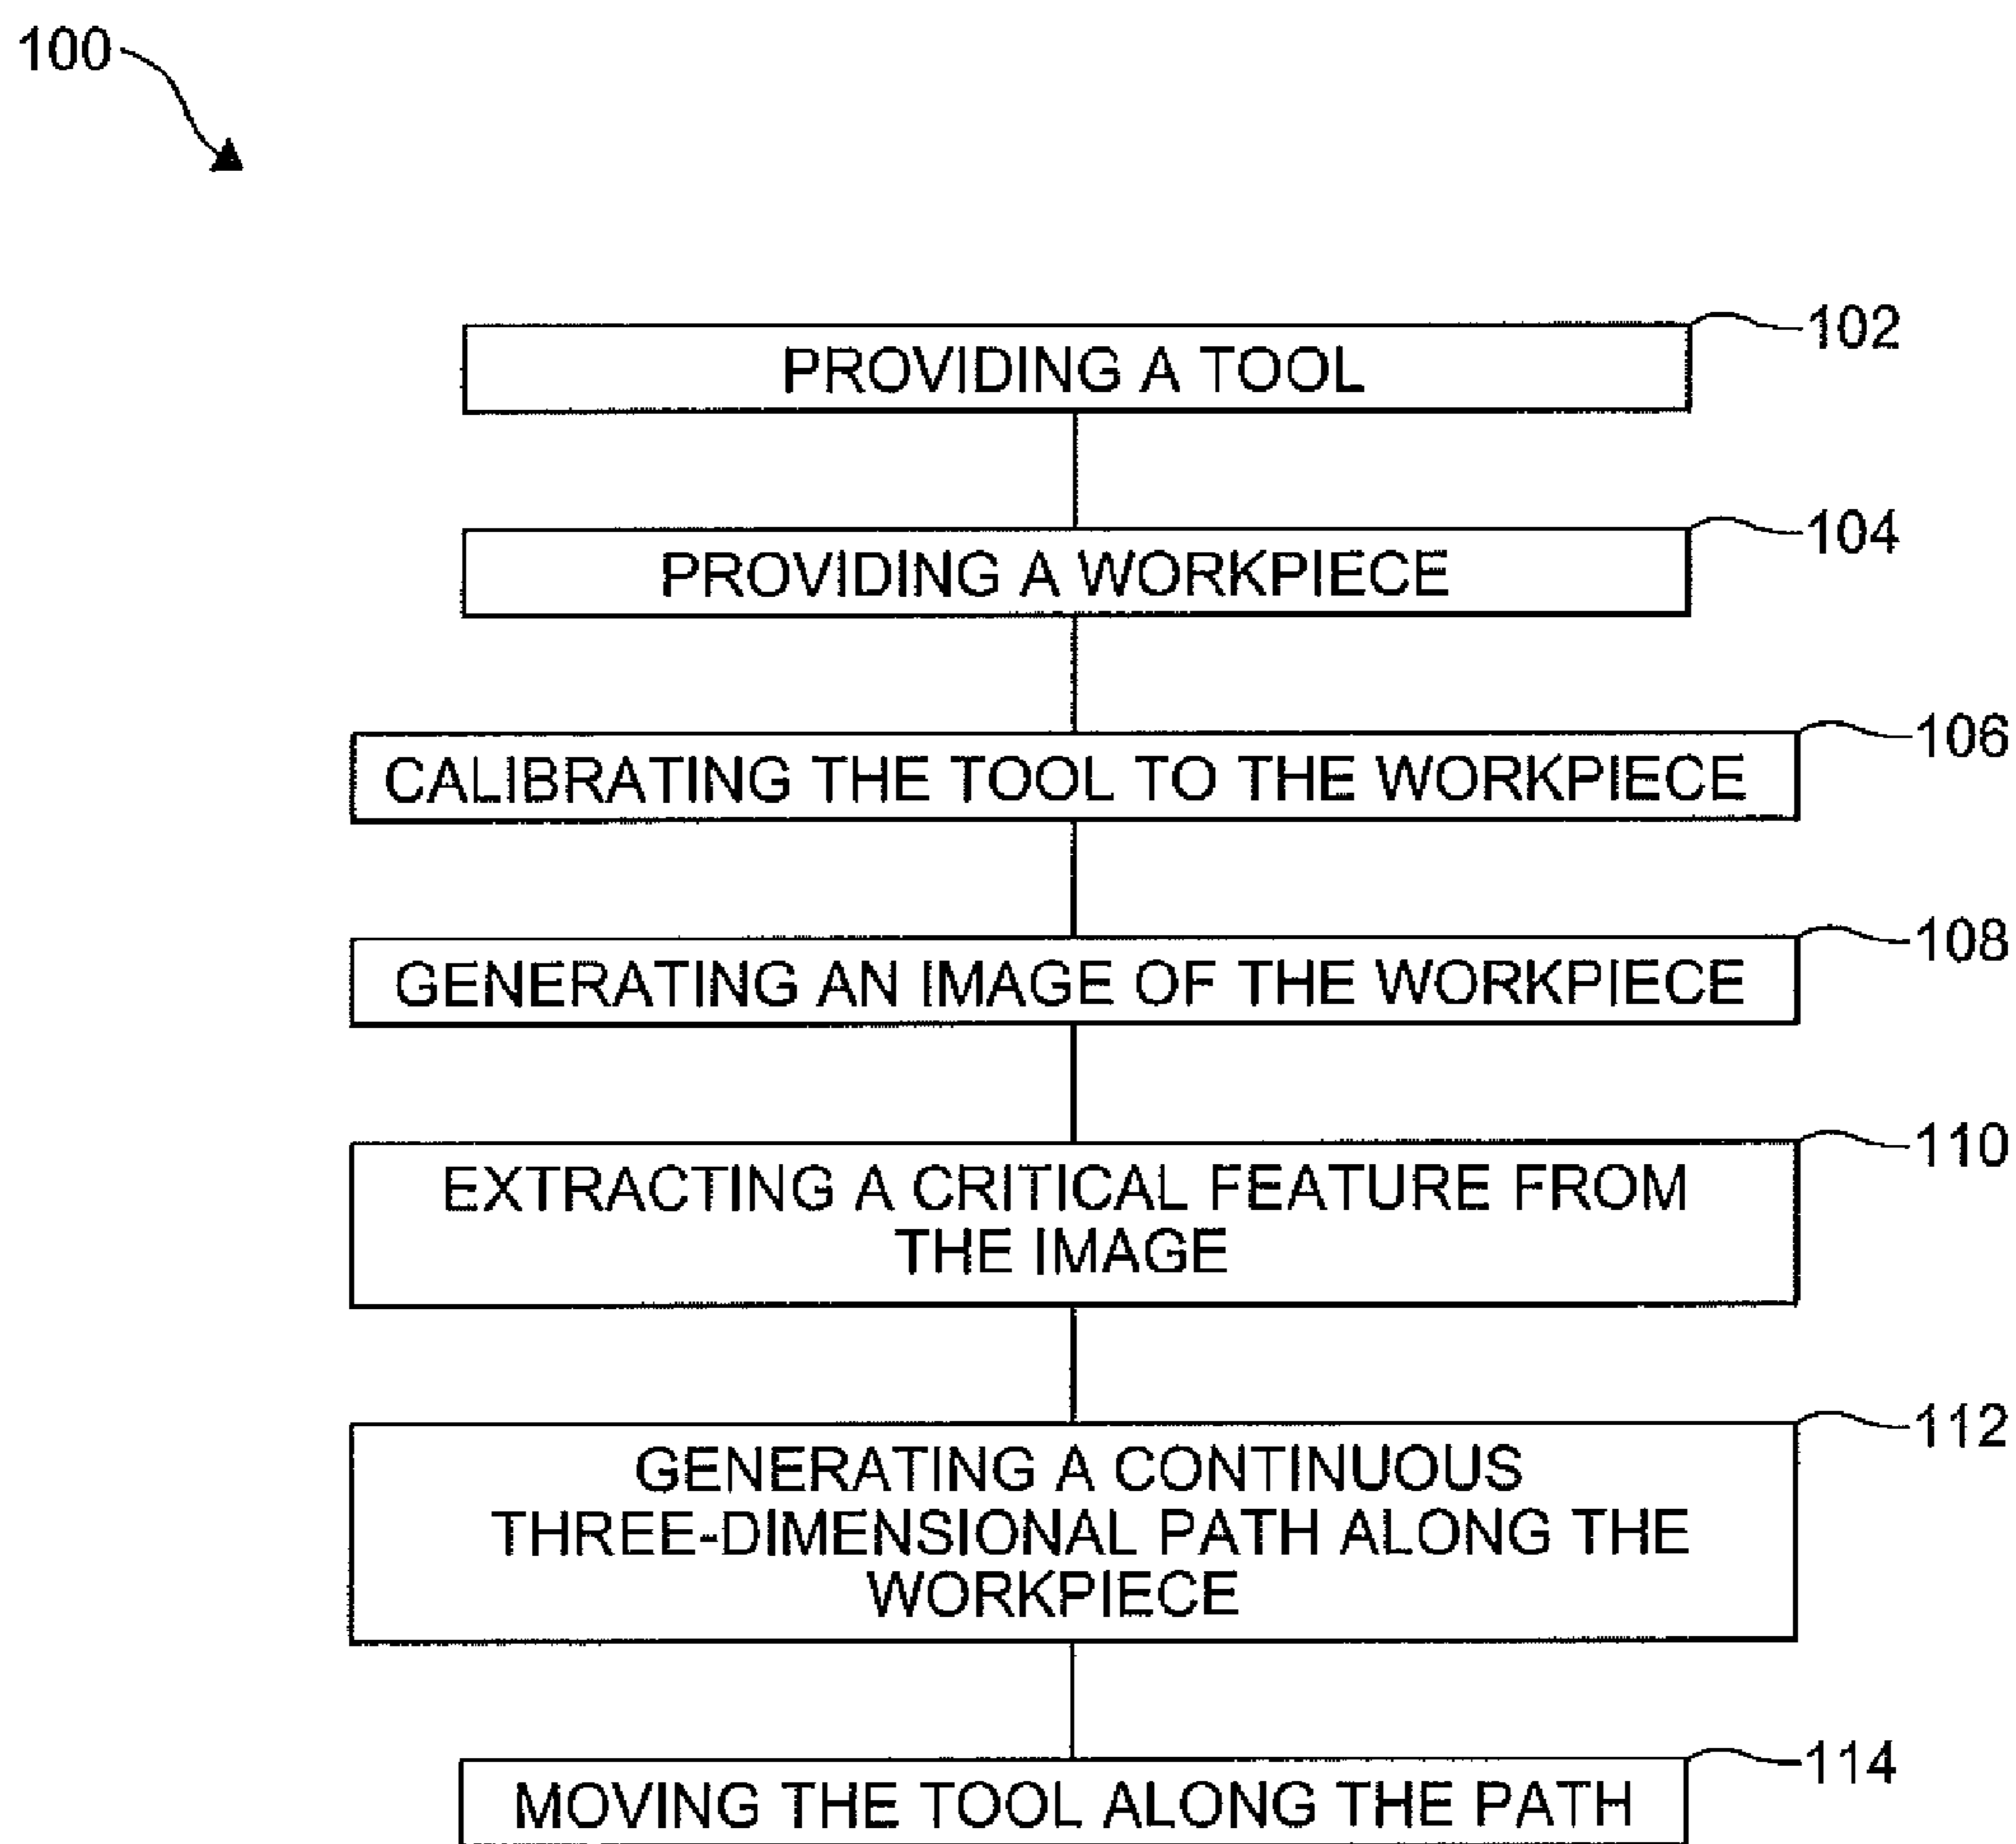 100
102
PROVIDING A TOOL
104
PROVIDING A WORKPIECE
106
CALIBRATING THE TOOL TO THE WORKPIECE
108
GENERATING AN IMAGE OF THE WORKPIECE
110
EXTRACTING A CRITICAL FEATURE FROM
THE IMAGE
112
GENERATING A CONTINUOUS
THREE-DIMENSIONAL PATH ALONG THE
WORKPIECE
114
MOVING THE TOOL ALONG THE PATH